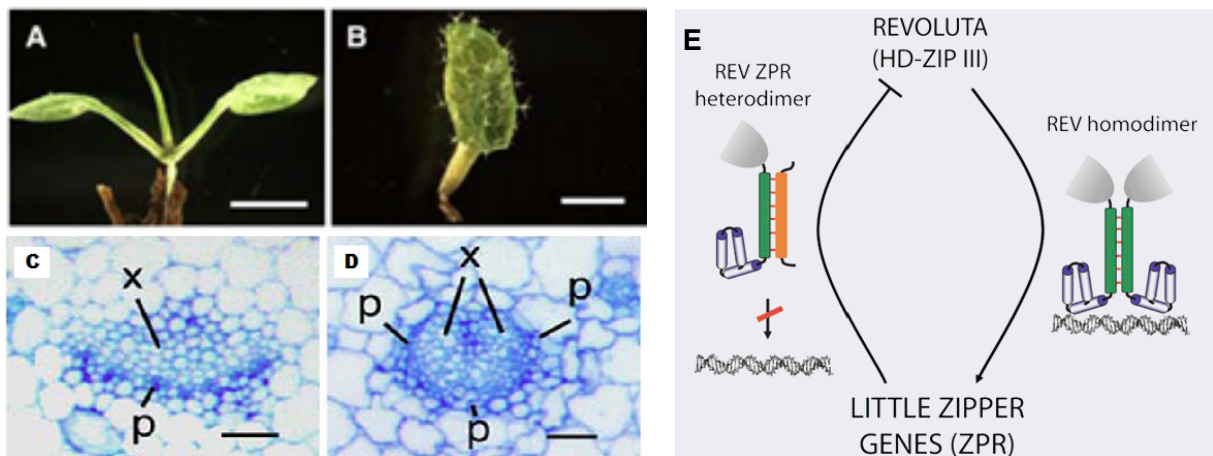 A
B
C
x
p
D
x
p
p
p
E
REVOLUTA
(HD-ZIP III)
REV ZPR
heterodimer
REV homodimer
LITTLE ZIPPER
GENES (ZPR)